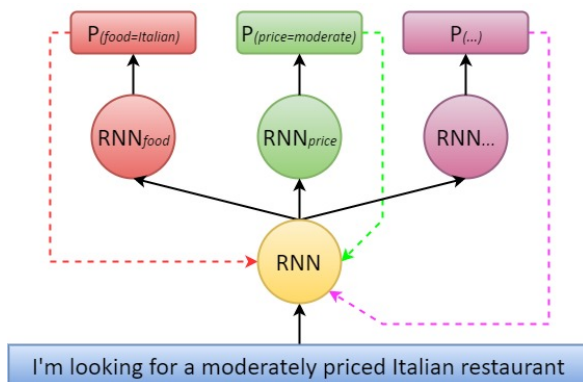 P(food=Italian) P(price=moderate) P(...)
RNNfood RNNprice RNN...
RNN
I'm looking for a moderately priced Italian restaurant